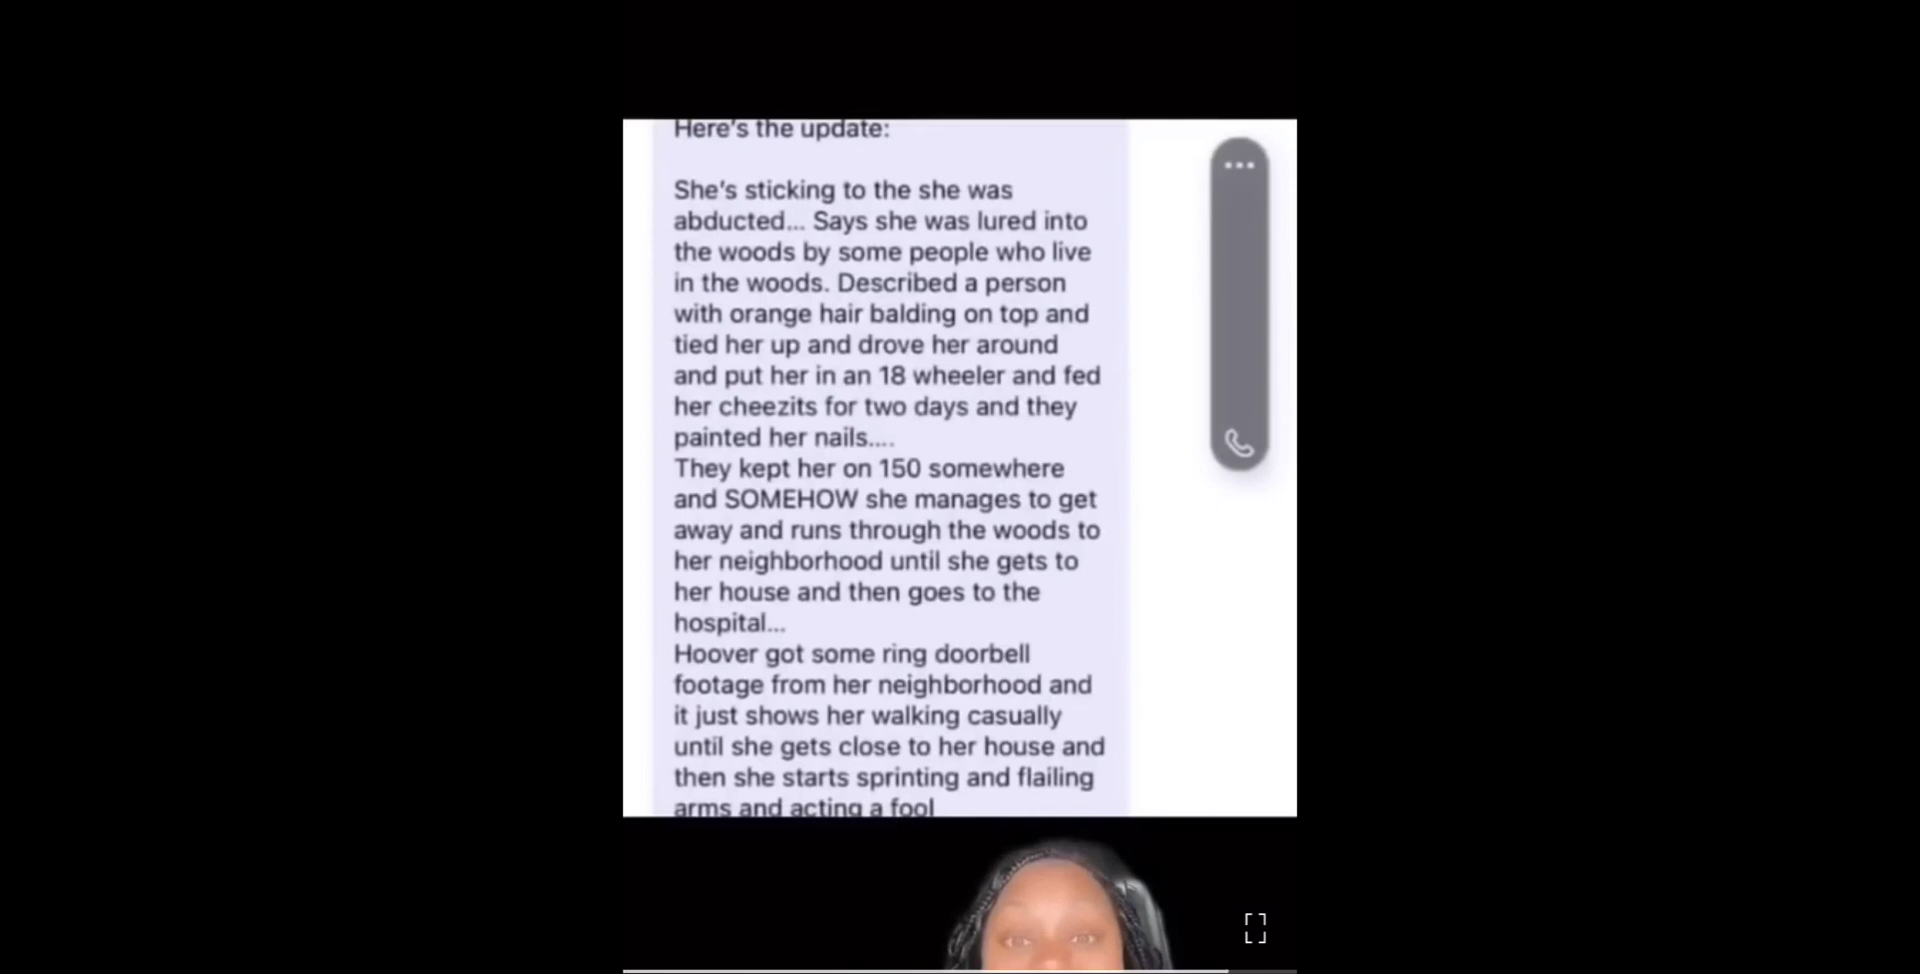 Here's the update:
She's sticking to the she was
abducted... Says she was lured into
the woods by some people who live
in the woods. Described a person
with orange hair balding on top and
tied her up and drove her around
and put her in an 18 wheeler and fed
her cheezits for two days and they
painted her nails....
They kept her on 150 somewhere
and SOMEHOW she manages to get
away and runs through the woods to
her neighborhood until she gets to
her house and then goes to the
hospital...
Hoover got some ring doorbell
footage from her neighborhood and
it just shows her walking casually
until she gets close to her house and
then she starts sprinting and flailing
arms and acting a fool